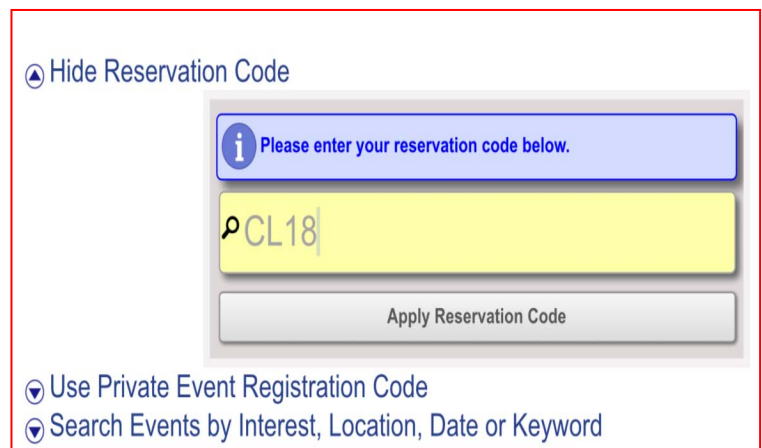 Hide Reservation Code
Please enter your reservation code below.
CL18
Apply Reservation Code
Use Private Event Registration Code
Search Events by Interest, Location, Date or Keyword